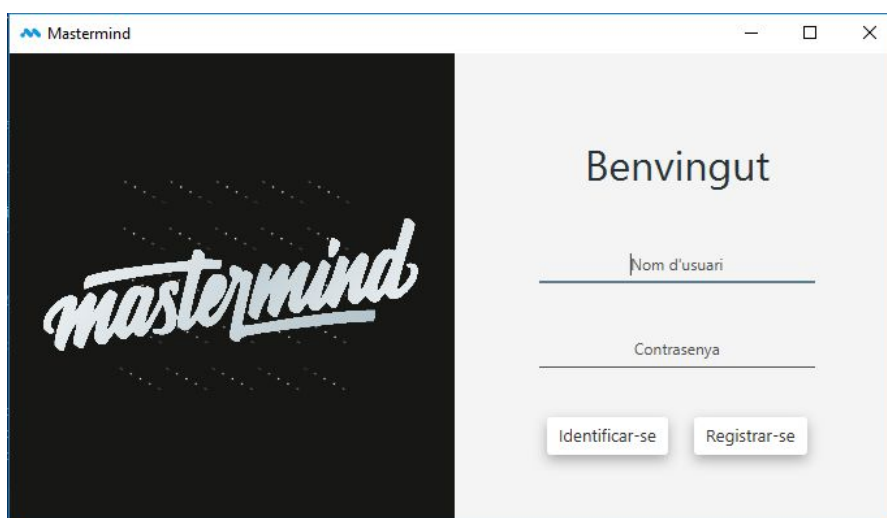 Mastermind
mastermind
Benvingut
Nom d'usuari
Contrasenya
Identificar-se
Registrar-se